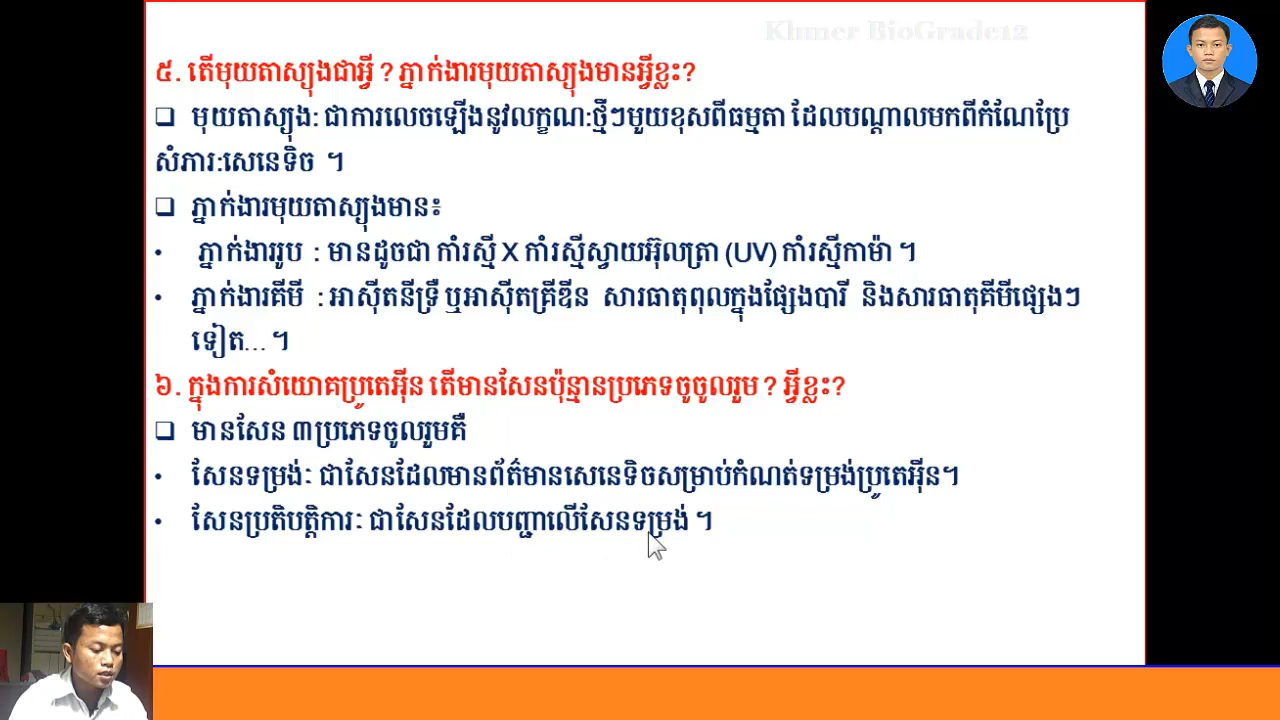 Khmer BioGrade12
៥. តើមុយតាស្យុងជាអ្វី ? ភ្នាក់ងារមុយតាស្យុងមានអ្វីខ្លះ?
❑ មុយតាស្យុង: ជាការលេចឡើងនូវលក្ខណ:ថ្មីៗមួយខុសពីធម្មតា ដែលបណ្តាលមកពីកំណែប្រែ
សំភារ:សេនេទិច ។
❑ ភ្នាក់ងារមុយតាស្យុងមាន៖
• ភ្នាក់ងាររូប : មានដូចជា កាំរស្មី X កាំរស្មីស្វាយអ៊ុលត្រា (UV) កាំរស្មីកាម៉ា ។
• ភ្នាក់ងារគីមី : អាស៊ីតនីទ្រឺ ឬអាស៊ីតគ្រីឌីន សារធាតុពុលក្នុងផ្សែងបារី និងសារធាតុគីមីផ្សេងៗ
ទៀត... ។
៦. ក្នុងការសំយោគប្រូតេអ៊ីន តើមានសែនប៉ុន្មានប្រភេទចូចូលរួម ? អ្វីខ្លះ?
❑ មានសែន ៣ប្រភេទចូលរួមគឺ
• សែនទម្រង់ៈ ជាសែនដែលមានព័ត៌មានសេនេទិចសម្រាប់កំណត់ទម្រង់ប្រូតេអ៊ីន។
• សែនប្រតិបត្តិការៈ ជាសែនដែលបញ្ជាលើសែនទម្រង់ ។